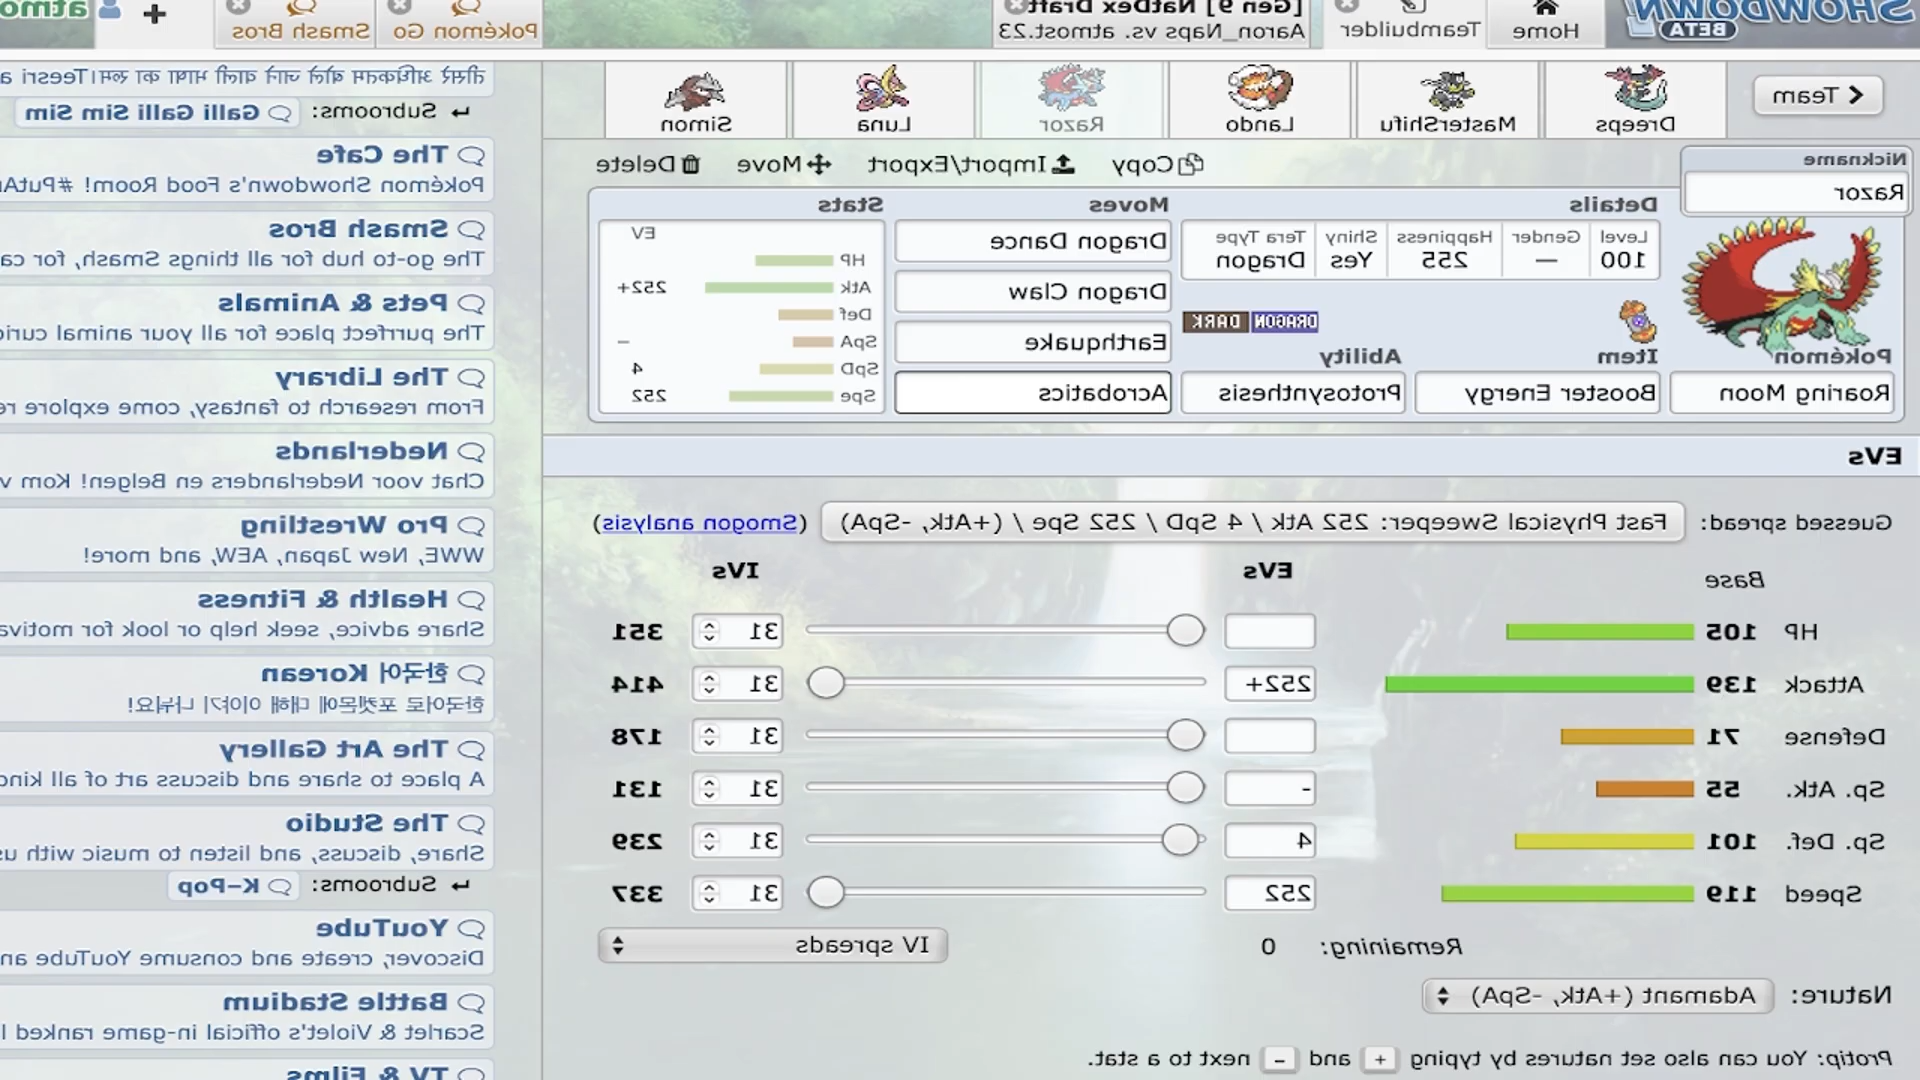 SHOWDOWN
BETA
Home
Teambuilder
[Gen 9] NatDex Draft
Aaron_Naps vs. atmost.23
Pokémon Go
Smash Bros
+
atmo
Team
Dreeps
MasterShifu
Lando
Razor
Luna
Simon
Nickname
Razor
Copy
Import/Export
Move
Delete
Details
Moves
Stats
Level
100
Gender
—
Happiness
255
Shiny
Yes
Tera Type
Dragon
DRAGON
DARK
Pokémon
Roaring Moon
Item
Booster Energy
Ability
Protosynthesis
Dragon Dance
Dragon Claw
Earthquake
Acrobatics
EV
HP
Atk 252+
Def
SpA –
SpD 4
Spe 252
EVs
Guessed spread: Fast Physical Sweeper: 252 Atk / 4 SpD / 252 Spe / (+Atk, -SpA) (Smogon analysis)
Base EVs IVs
HP 105 31 351
Attack 139 252+ 31 414
Defense 71 31 178
Sp. Atk. 55 - 31 131
Sp. Def. 101 4 31 239
Speed 119 252 31 337
Remaining: 0 IV spreads
Nature: Adamant (+Atk, -SpA)
Protip: You can also set natures by typing + and - next to a stat.
तीसरे अधिकतम बोले जाने वाली भाषा का रूम।Teesri a
↵ Subrooms: Galli Galli Sim Sim
The Cafe
Pokémon Showdown's Food Room! #PutAr
Smash Bros
The go-to hub for all things Smash, for ca
Pets & Animals
The purrfect place for all your animal curio
The Library
From research to fantasy, come explore re
Nederlands
Chat voor Nederlanders en Belgen! Kom v
Pro Wrestling
WWE, New Japan, AEW, and more!
Health & Fitness
Share advice, seek help or look for motiva
한국어 Korean
한국어로 포켓몬에 대해 이야기 나눠요!
The Art Gallery
A place to share and discuss art of all kind
The Studio
Share, discuss, and listen to music with us
↵ Subrooms: K-Pop
YouTube
Discover, create and consume YouTube an
Battle Stadium
Scarlet & Violet's official in-game ranked l
TV & Films